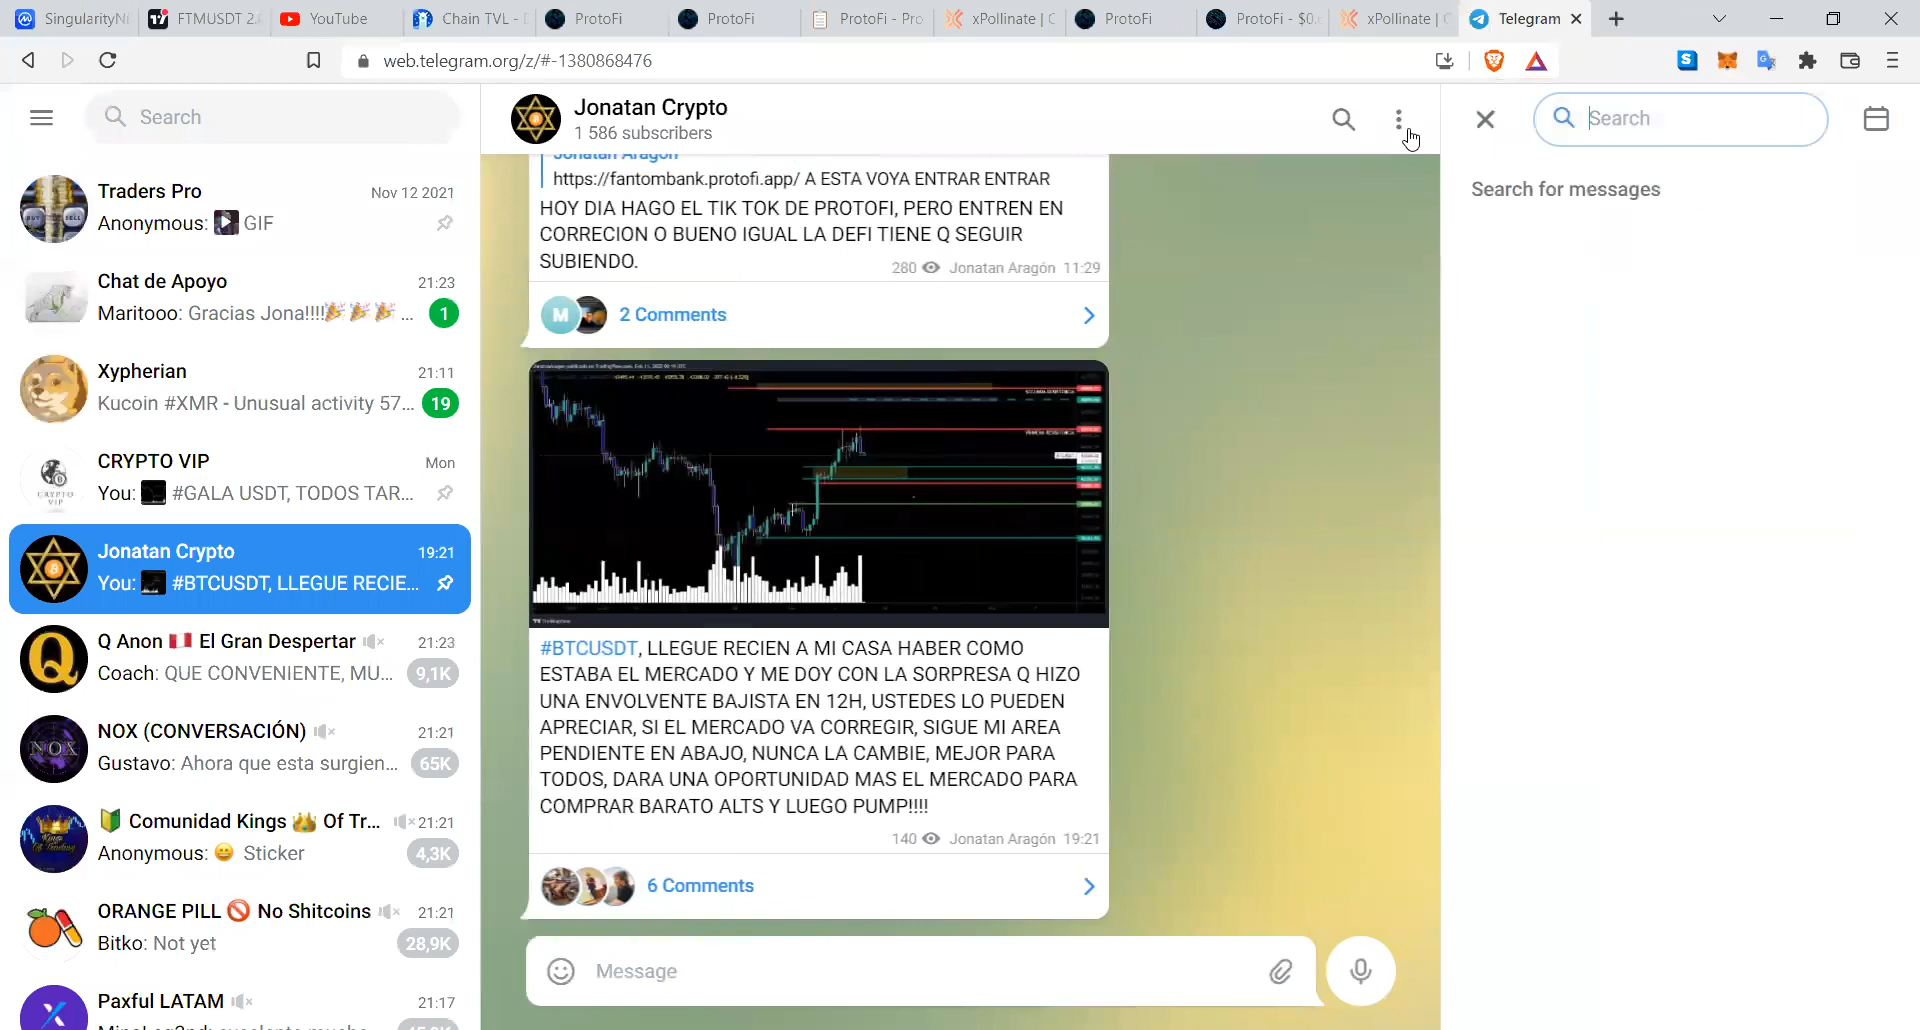 SingularityN
FTMUSDT 2.
YouTube
Chain TVL - 
ProtoFi
ProtoFi
ProtoFi - Pro
xPollinate |
ProtoFi
ProtoFi - $0.
xPollinate |
Telegram
web.telegram.org/z/#-1380868476
Search
Traders Pro
Nov 12 2021
Anonymous: GIF
Chat de Apoyo
21:23
Maritooo: Gracias Jona!!!!🎉🎉🎉 ...
1
Xypherian
21:11
Kucoin #XMR - Unusual activity 57...
19
CRYPTO VIP
Mon
You: #GALA USDT, TODOS TAR...
Jonatan Crypto
19:21
You: #BTCUSDT, LLEGUE RECIE...
Q Anon 🇵🇪 El Gran Despertar
21:23
Coach: QUE CONVENIENTE, MU...
9,1K
NOX
NOX (CONVERSACIÓN)
21:21
Gustavo: Ahora que esta surgien...
65K
🔰 Comunidad Kings 👑 Of Tr...
21:21
Anonymous: 😄 Sticker
4,3K
ORANGE PILL 🚫 No Shitcoins
21:21
Bitko: Not yet
28,9K
Paxful LATAM
21:17
Jonatan Crypto
1 586 subscribers
Jonatan Aragón
https://fantombank.protofi.app/ A ESTA VOYA ENTRAR ENTRAR
HOY DIA HAGO EL TIK TOK DE PROTOFI, PERO ENTREN EN
CORRECION O BUENO IGUAL LA DEFI TIENE Q SEGUIR
SUBIENDO.
280 Jonatan Aragón 11:29
M
2 Comments
#BTCUSDT, LLEGUE RECIEN A MI CASA HABER COMO
ESTABA EL MERCADO Y ME DOY CON LA SORPRESA Q HIZO
UNA ENVOLVENTE BAJISTA EN 12H, USTEDES LO PUEDEN
APRECIAR, SI EL MERCADO VA CORREGIR, SIGUE MI AREA
PENDIENTE EN ABAJO, NUNCA LA CAMBIE, MEJOR PARA
TODOS, DARA UNA OPORTUNIDAD MAS EL MERCADO PARA
COMPRAR BARATO ALTS Y LUEGO PUMP!!!!
140 Jonatan Aragón 19:21
6 Comments
Message
Search
Search for messages